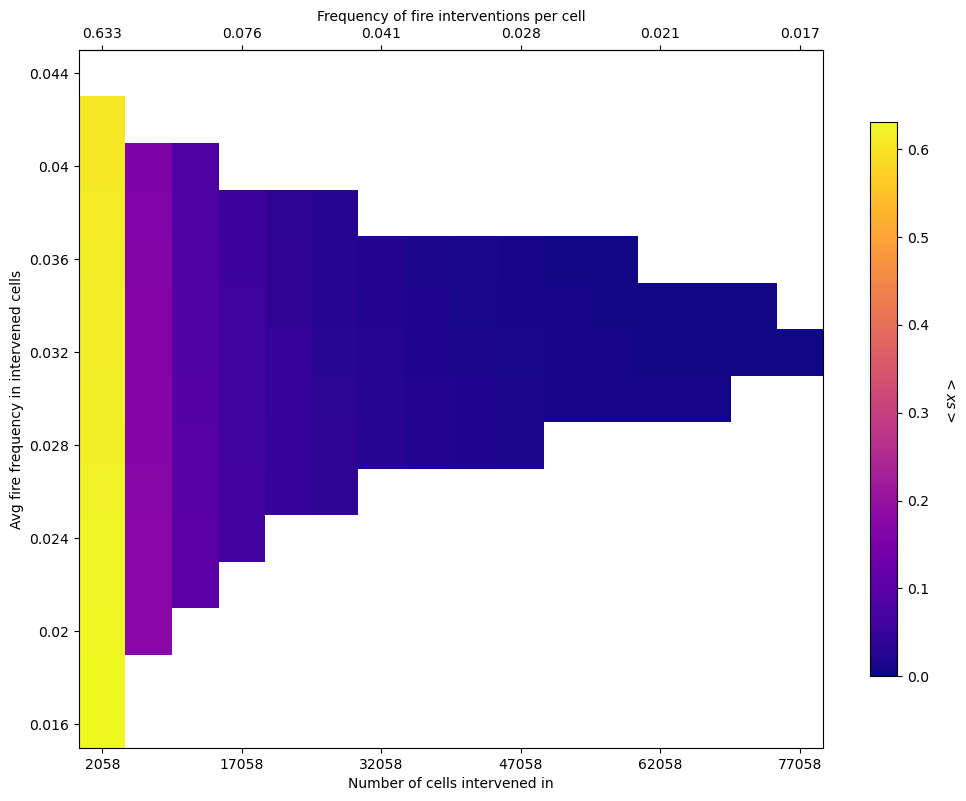 Frequency of fire interventions per cell
0.633 0.076 0.041 0.028 0.021 0.017
Avg fire frequency in intervened cells
0.044
0.04
0.036
0.032
0.028
0.024
0.02
0.016
2058 17058 32058 47058 62058 77058
Number of cells intervened in
0.6
0.5
0.4
0.3
0.2
0.1
0.0
<xs>